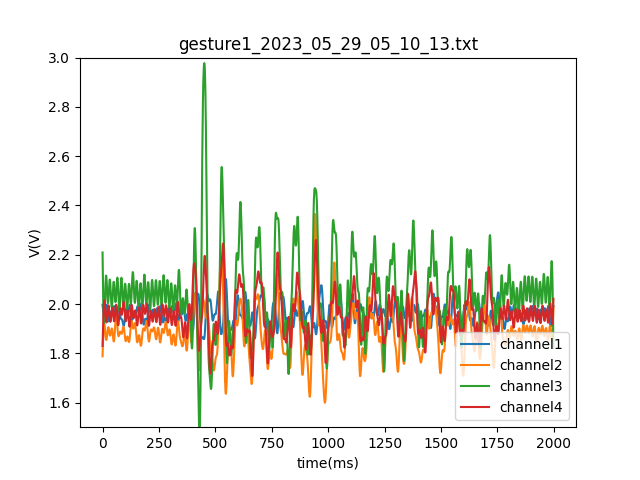 gesture1_2023_05_29_05_10_13.txt
3.0
2.8
2.6
2.4
2.2
2.0
1.8
1.6
V(V)
0 250 500 750 1000 1250 1500 1750 2000
time(ms)
channel1
channel2
channel3
channel4